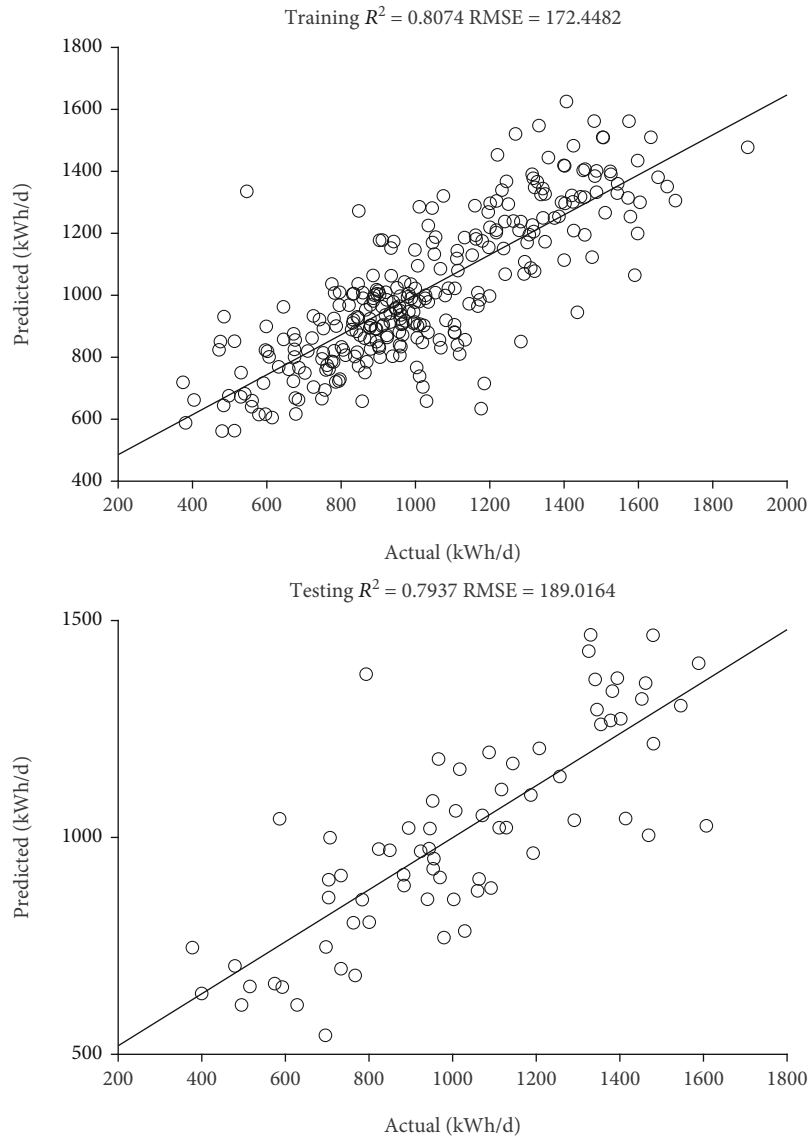 Training R² = 0.8074 RMSE = 172.4482
1800
1600
1400
1200
1000
800
600
400
Predicted (kWh/d)
200 400 600 800 1000 1200 1400 1600 1800 2000
Actual (kWh/d)
Testing R² = 0.7937 RMSE = 189.0164
1500
1000
500
Predicted (kWh/d)
200 400 600 800 1000 1200 1400 1600 1800
Actual (kWh/d)